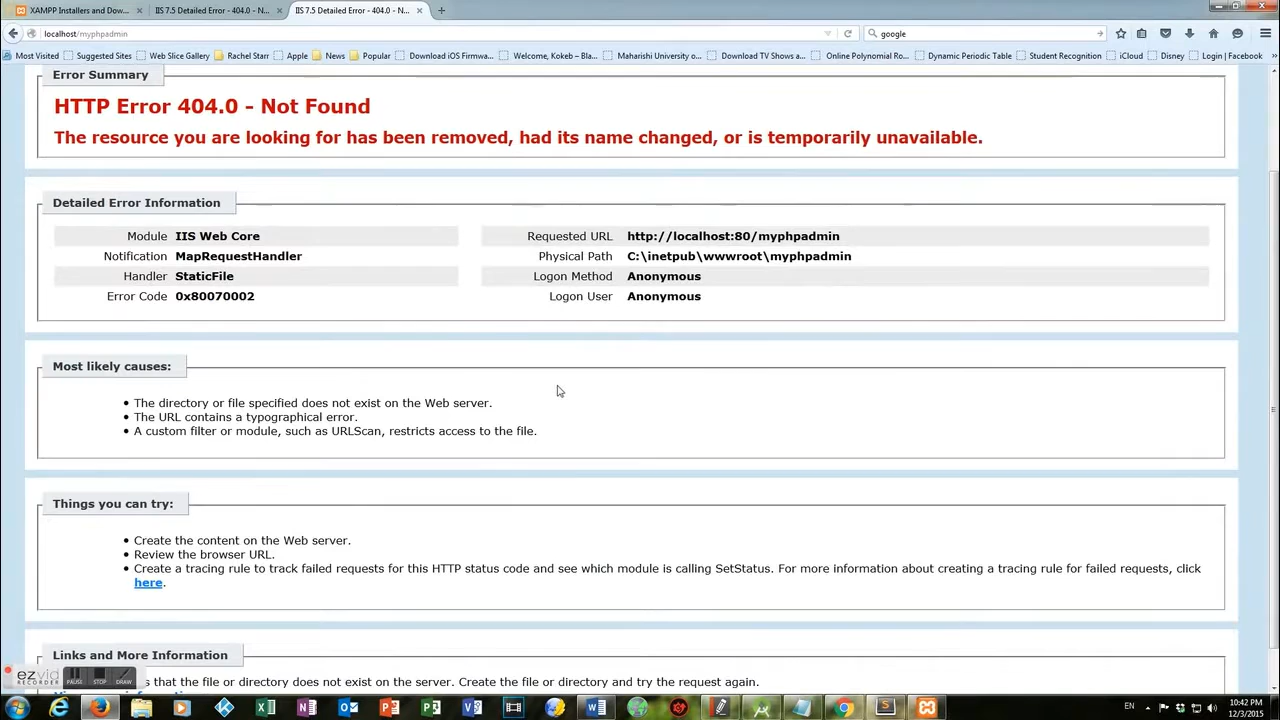 XAMPP Installers and Dow...
IIS 7.5 Detailed Error - 404.0 - N...
IIS 7.5 Detailed Error - 404.0 - N...
localhost/myphpadmin
google
Most Visited
Suggested Sites
Web Slice Gallery
Rachel Starr
Apple
News
Popular
Download iOS Firmwa...
Welcome, Kokeb – Bla...
Maharishi University o...
Download TV Shows a...
Online Polynomial Ro...
Dynamic Periodic Table
Student Recognition
iCloud
Disney
Login | Facebook
Error Summary
HTTP Error 404.0 - Not Found
The resource you are looking for has been removed, had its name changed, or is temporarily unavailable.
Detailed Error Information
Module IIS Web Core
Notification MapRequestHandler
Handler StaticFile
Error Code 0x80070002
Requested URL http://localhost:80/myphpadmin
Physical Path C:\inetpub\wwwroot\myphpadmin
Logon Method Anonymous
Logon User Anonymous
Most likely causes:
The directory or file specified does not exist on the Web server.
The URL contains a typographical error.
A custom filter or module, such as URLScan, restricts access to the file.
Things you can try:
Create the content on the Web server.
Review the browser URL.
Create a tracing rule to track failed requests for this HTTP status code and see which module is calling SetStatus. For more information about creating a tracing rule for failed requests, click
here.
Links and More Information
s that the file or directory does not exist on the server. Create the file or directory and try the request again.
ezvid
RECORDER
PAUSE
STOP
DRAW
EN
10:42 PM
12/3/2015